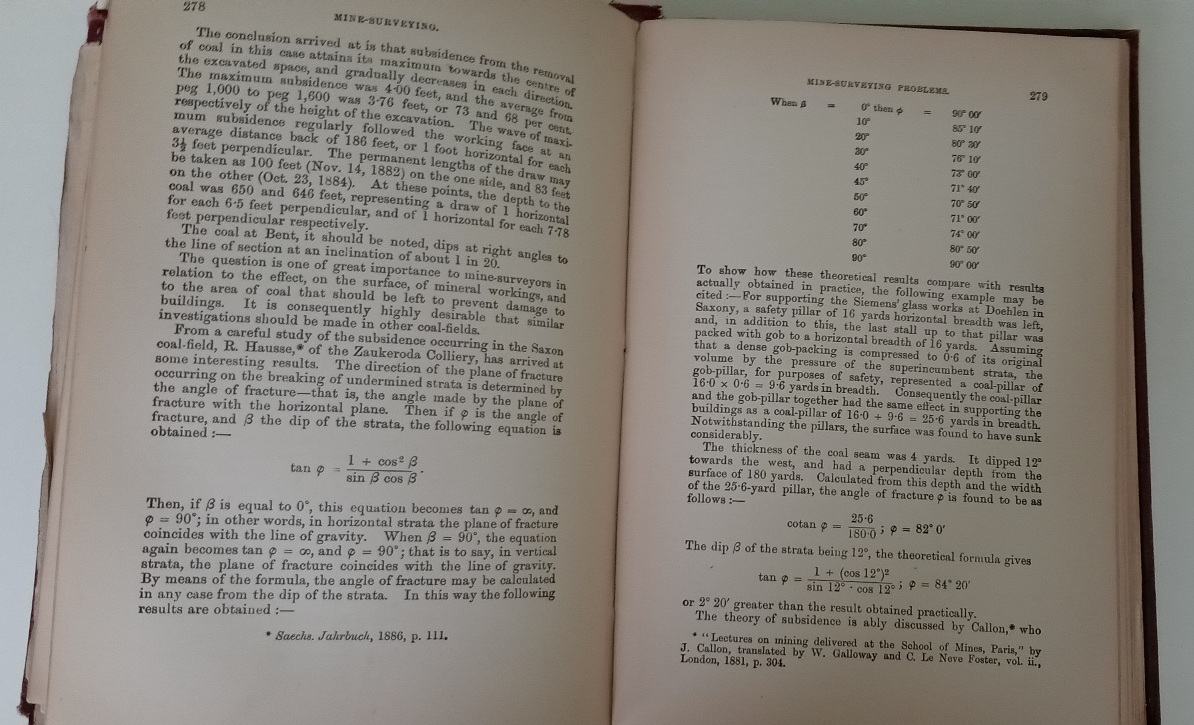 278
MINE-SURVEYING.
The conclusion arrived at is that subsidence from the removal
of coal in this case attains its maximum towards the centre of
the excavated space, and gradually decreases in each direction.
The maximum subsidence was 4·00 feet, and the average from
peg 1,000 to peg 1,600 was 3·76 feet, or 73 and 68 per cent.
respectively of the height of the excavation. The wave of maxi-
mum subsidence regularly followed the working face at an
average distance back of 186 feet, or 1 foot horizontal for each
3½ feet perpendicular. The permanent lengths of the draw may
be taken as 100 feet (Nov. 14, 1882) on the one side, and 83 feet
on the other (Oct. 23, 1884). At these points, the depth to the
coal was 650 and 646 feet, representing a draw of 1 horizontal
for each 6·5 feet perpendicular, and of 1 horizontal for each 7·78
feet perpendicular respectively.
The coal at Bent, it should be noted, dips at right angles to
the line of section at an inclination of about 1 in 20.
The question is one of great importance to mine-surveyors in
relation to the effect, on the surface, of mineral workings, and
to the area of coal that should be left to prevent damage to
buildings. It is consequently highly desirable that similar
investigations should be made in other coal-fields.
From a careful study of the subsidence occurring in the Saxon
coal-field, R. Hausse,* of the Zaukeroda Colliery, has arrived at
some interesting results. The direction of the plane of fracture
occurring on the breaking of undermined strata is determined by
the angle of fracture—that is, the angle made by the plane of
fracture with the horizontal plane. Then if φ is the angle of
fracture, and β the dip of the strata, the following equation is
obtained :—
tan φ = 1 + cos² β / sin β cos β.
Then, if β is equal to 0°, this equation becomes tan φ = ∞, and
φ = 90°; in other words, in horizontal strata the plane of fracture
coincides with the line of gravity. When β = 90°, the equation
again becomes tan φ = ∞, and φ = 90°; that is to say, in vertical
strata, the plane of fracture coincides with the line of gravity.
By means of the formula, the angle of fracture may be calculated
in any case from the dip of the strata. In this way the following
results are obtained :—
* Saechs. Jahrbuch, 1886, p. 111.
MINE-SURVEYING PROBLEMS.
279
When β = 0° then φ = 90° 00′
10° 85° 10′
20° 80° 30′
30° 76° 10′
40° 73° 00′
45° 71° 40′
50° 70° 50′
60° 71° 00′
70° 74° 00′
80° 80° 50′
90° 90° 00′
To show how these theoretical results compare with results
actually obtained in practice, the following example may be
cited :—For supporting the Siemens' glass works at Doehlen in
Saxony, a safety pillar of 16 yards horizontal breadth was left,
and, in addition to this, the last stall up to that pillar was
packed with gob to a horizontal breadth of 16 yards. Assuming
that a dense gob-packing is compressed to 0·6 of its original
volume by the pressure of the superincumbent strata, the
gob-pillar, for purposes of safety, represented a coal-pillar of
16·0 × 0·6 = 9·6 yards in breadth. Consequently the coal-pillar
and the gob-pillar together had the same effect in supporting the
buildings as a coal-pillar of 16·0 + 9·6 = 25·6 yards in breadth.
Notwithstanding the pillars, the surface was found to have sunk
considerably.
The thickness of the coal seam was 4 yards. It dipped 12°
towards the west, and had a perpendicular depth from the
surface of 180 yards. Calculated from this depth and the width
of the 25·6-yard pillar, the angle of fracture φ is found to be as
follows :—
cotan φ = 25·6 / 180·0 ; φ = 82° 0′
The dip β of the strata being 12°, the theoretical formula gives
tan φ = 1 + (cos 12°)² / sin 12° · cos 12° ; φ = 84° 20′
or 2° 20′ greater than the result obtained practically.
The theory of subsidence is ably discussed by Callon,* who
* "Lectures on mining delivered at the School of Mines, Paris," by
J. Callon, translated by W. Galloway and C. Le Neve Foster, vol. ii.,
London, 1881, p. 304.